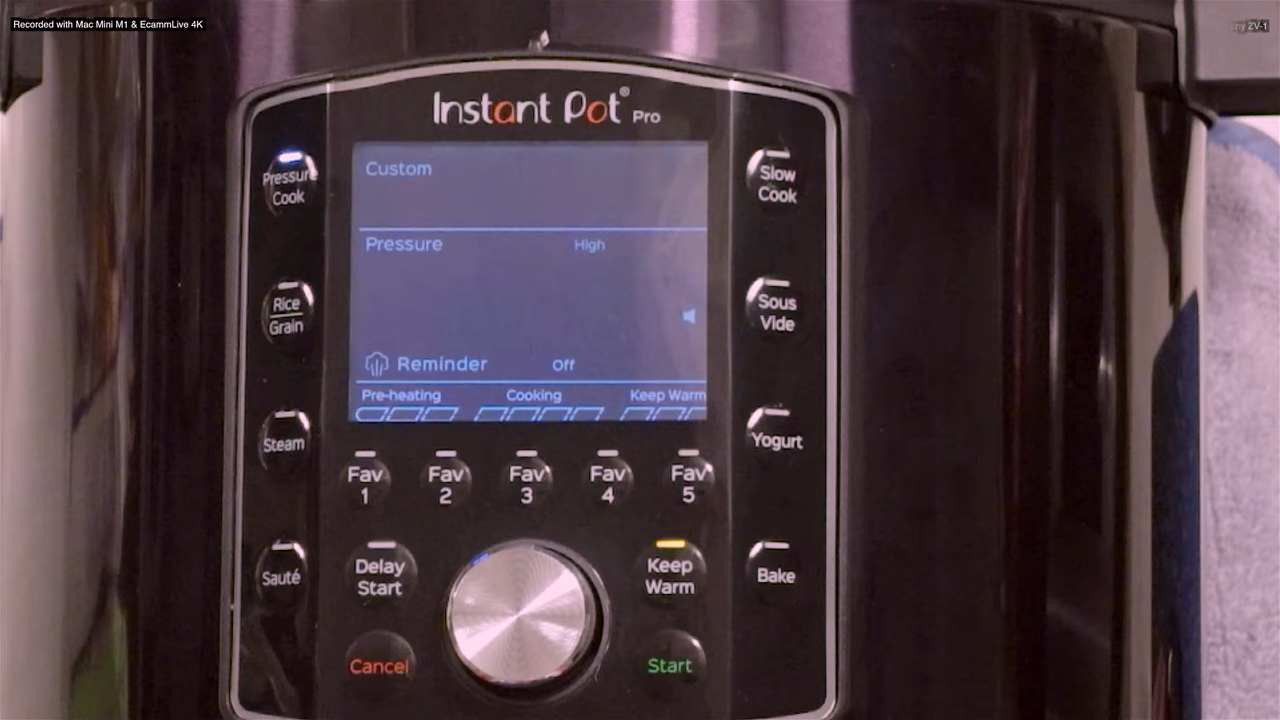 Recorded with Mac Mini M1 & EcammLive 4K
ZV-1
Instant Pot® Pro
Pressure
Cook
Custom
Slow
Cook
Pressure High
Rice
Grain
Sous
Vide
Reminder Off
Pre-heating Cooking Keep Warm
Steam
Yogurt
Fav
1
Fav
2
Fav
3
Fav
4
Fav
5
Sauté
Delay
Start
Keep
Warm
Bake
Cancel
Start